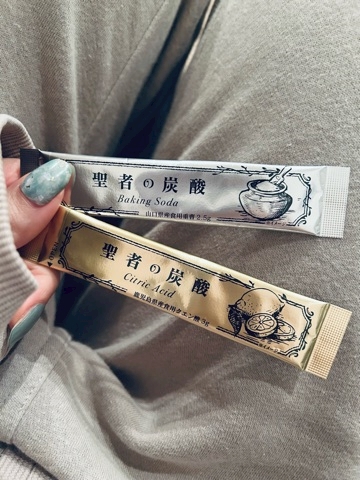 聖者の炭酸
Baking Soda
山口県産食用重曹 2.5g
聖者の炭酸
Citric Acid
鹿児島県産食用クエン酸 3g